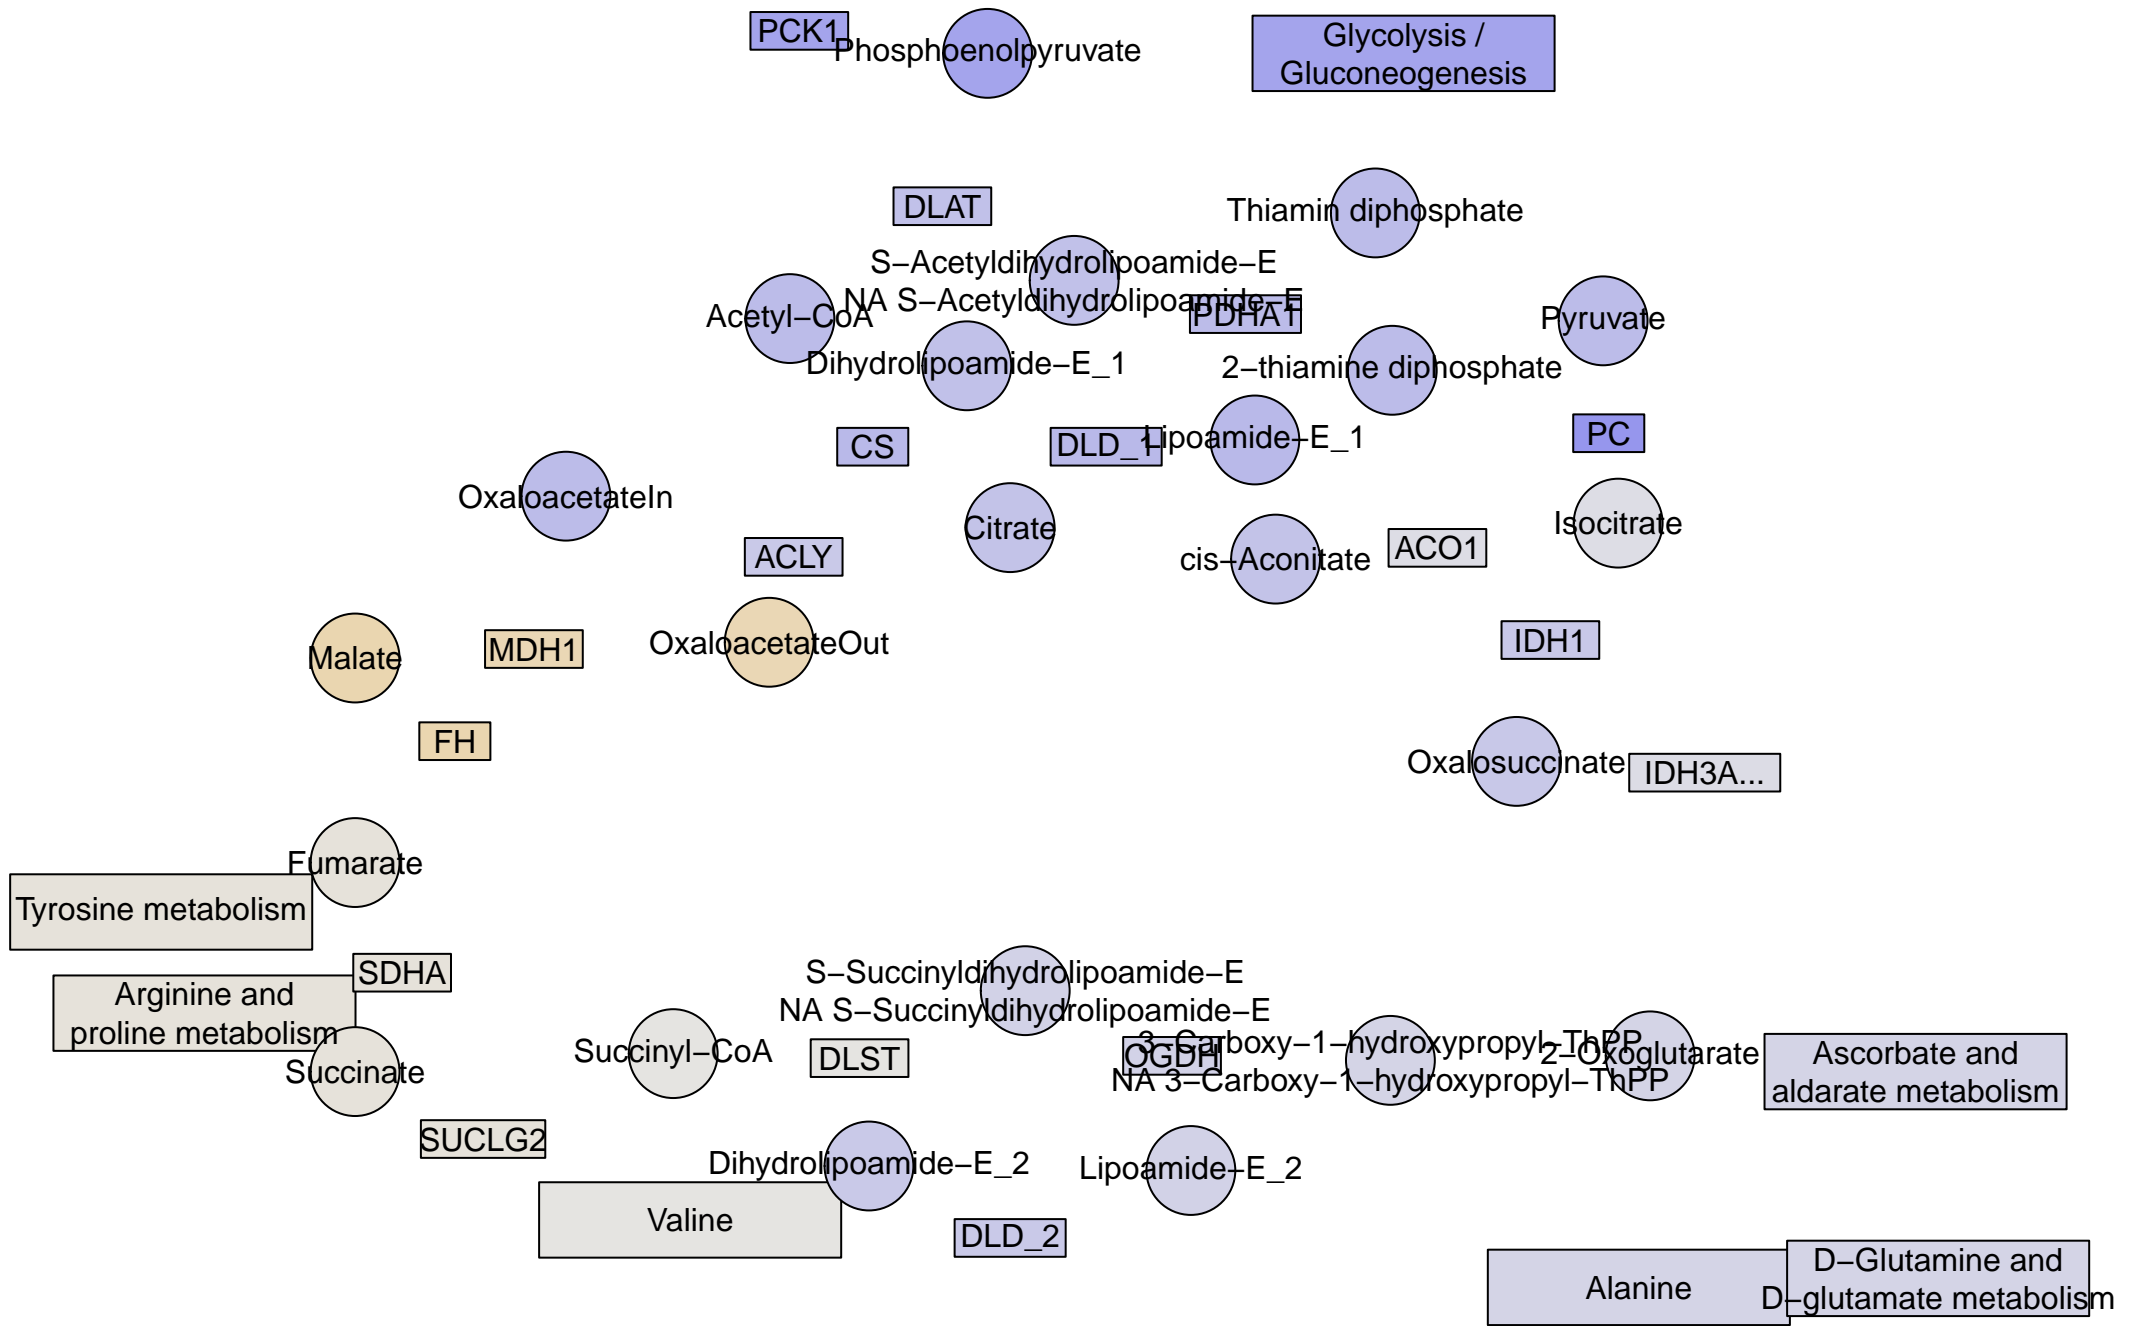 PCK1
Phosphoenolpyruvate
Glycolysis /
Gluconeogenesis
DLAT
Thiamin diphosphate
S−Acetyldihydrolipoamide−E
NA S−Acetyldihydrolipoamide−E
Acetyl−CoA
PDHA1
Pyruvate
Dihydrolipoamide−E_1
2−thiamine diphosphate
CS
DLD_1
Lipoamide−E_1
PC
OxaloacetateIn
Citrate
Isocitrate
ACLY
cis−Aconitate
ACO1
Malate
MDH1
OxaloacetateOut
IDH1
FH
Oxalosuccinate
IDH3A...
Fumarate
Tyrosine metabolism
SDHA
Arginine and
proline metabolism
Succinate
S−Succinyldihydrolipoamide−E
NA S−Succinyldihydrolipoamide−E
Succinyl−CoA
DLST
OGDH
3−Carboxy−1−hydroxypropyl−ThPP
NA 3−Carboxy−1−hydroxypropyl−ThPP
2−Oxoglutarate
Ascorbate and
aldarate metabolism
SUCLG2
Dihydrolipoamide−E_2
Lipoamide−E_2
Valine
DLD_2
Alanine
D−Glutamine and
D−glutamate metabolism